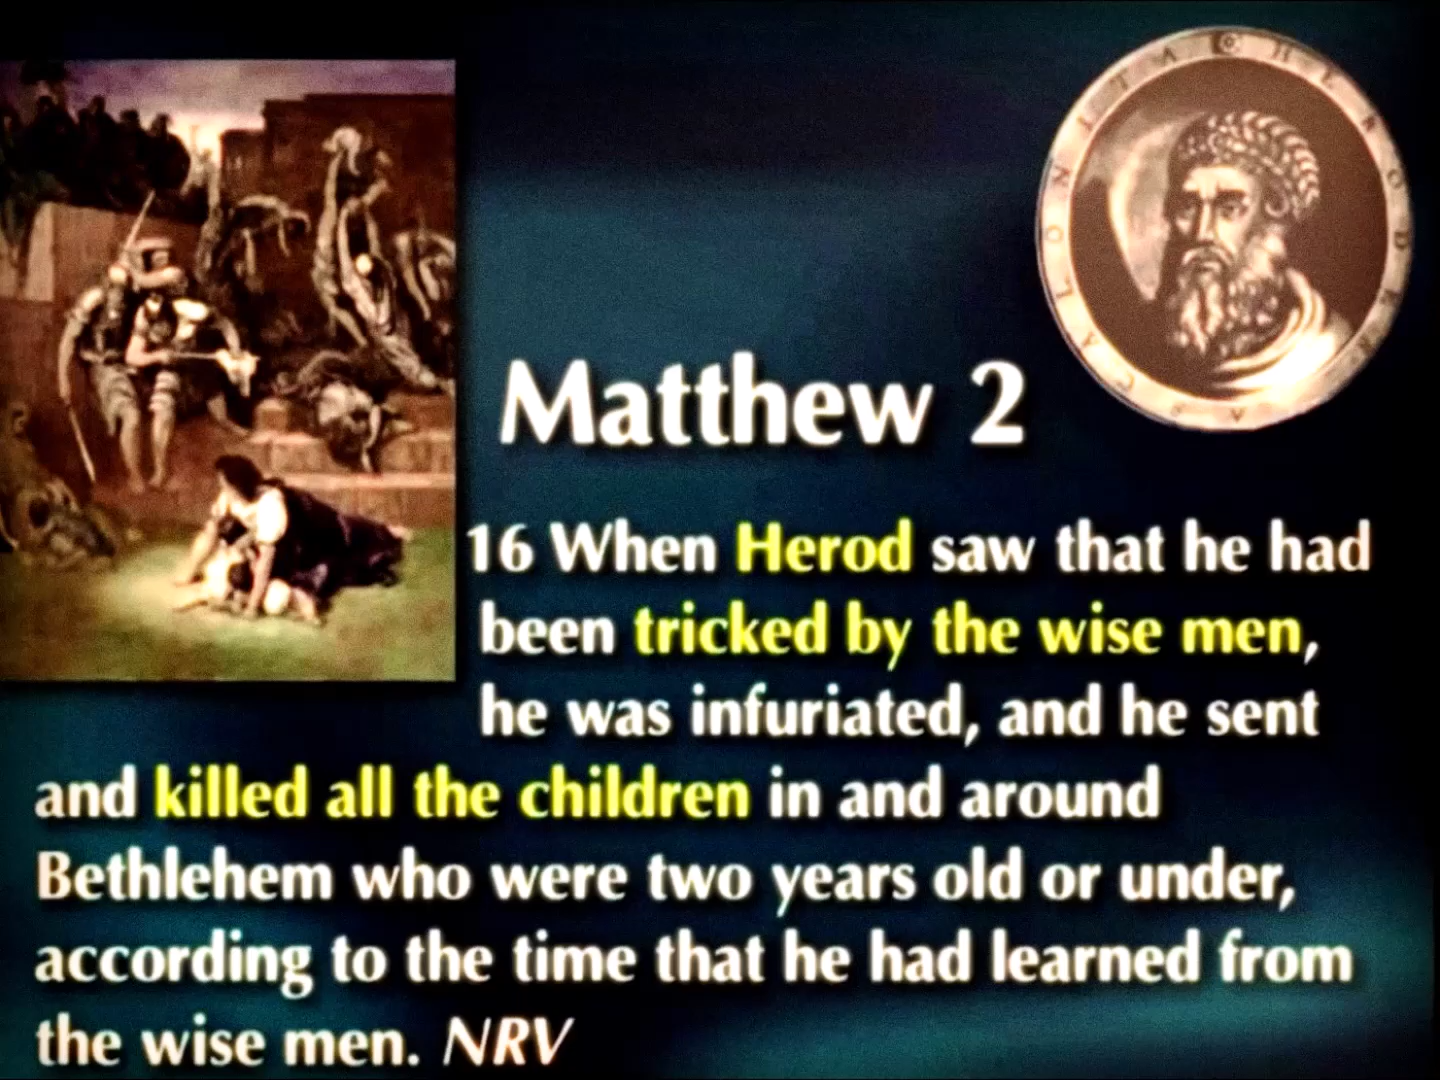 Matthew 2
16 When Herod saw that he had
been tricked by the wise men,
he was infuriated, and he sent
and killed all the children in and around
Bethlehem who were two years old or under,
according to the time that he had learned from
the wise men. NRV